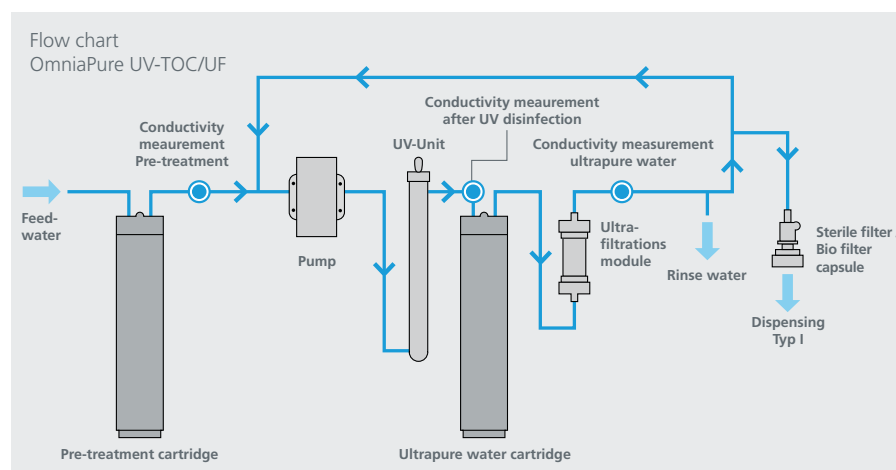 Flow chart
OmniaPure UV-TOC/UF
Conductivity
meaurement
Pre-treatment
Conductivity meaurement
after UV disinfection
UV-Unit
Conductivity measurement
ultrapure water
Feed-
water
Pump
Ultra-
filtrations
module
Rinse water
Sterile filter /
Bio filter
capsule
Dispensing
Typ I
Pre-treatment cartridge
Ultrapure water cartridge